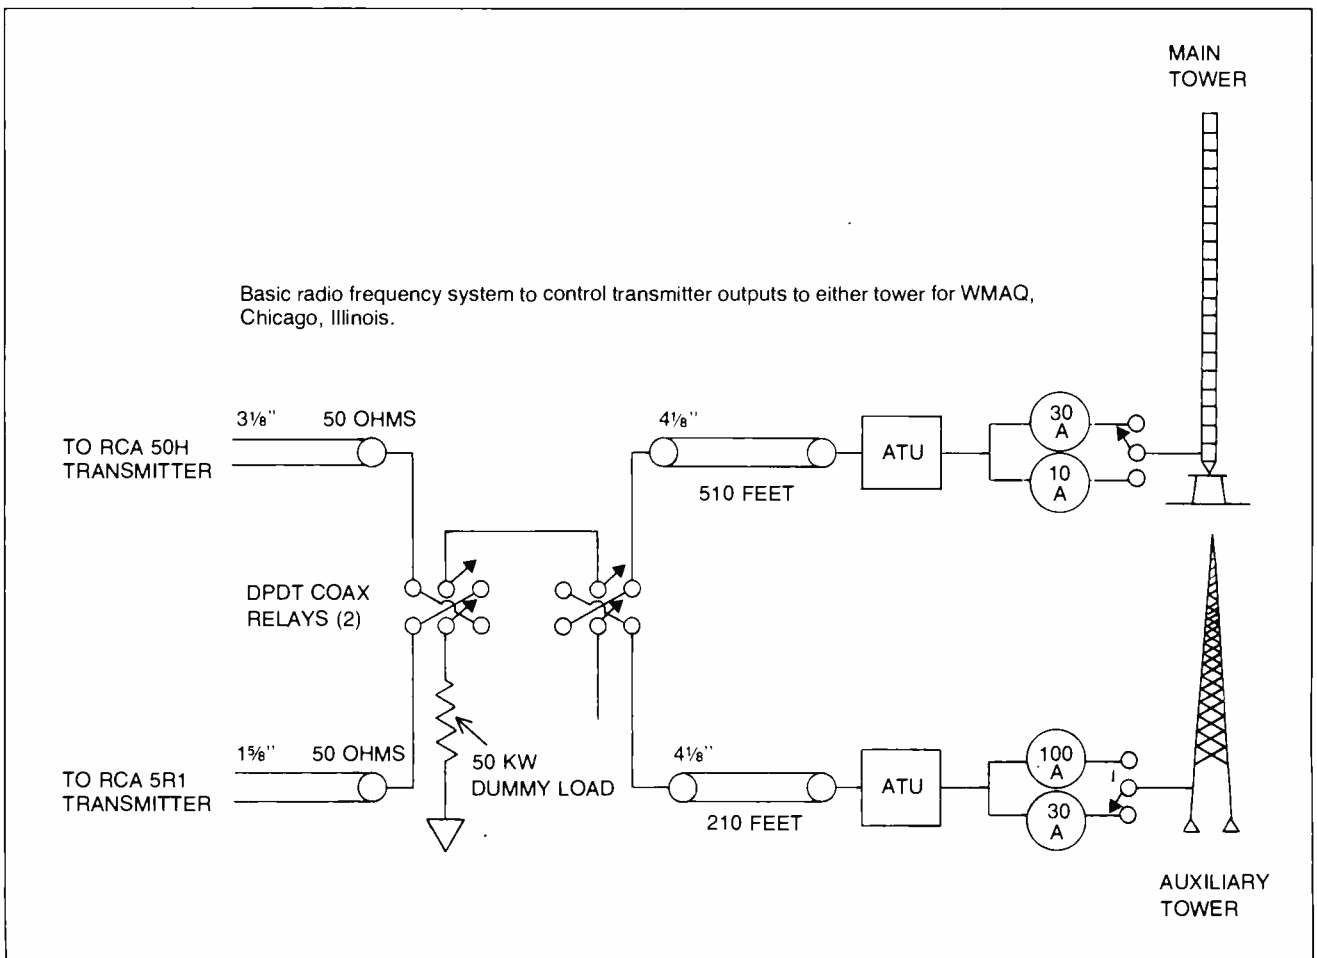 MAIN
TOWER
Basic radio frequency system to control transmitter outputs to either tower for WMAQ,
Chicago, Illinois.
3⅛"
50 OHMS
4⅛"
30
A
TO RCA 50H
TRANSMITTER
ATU
10
A
510 FEET
DPDT COAX
RELAYS (2)
1⅝"
50 OHMS
50 KW
DUMMY LOAD
4⅛"
100
A
TO RCA 5R1
TRANSMITTER
ATU
30
A
210 FEET
AUXILIARY
TOWER